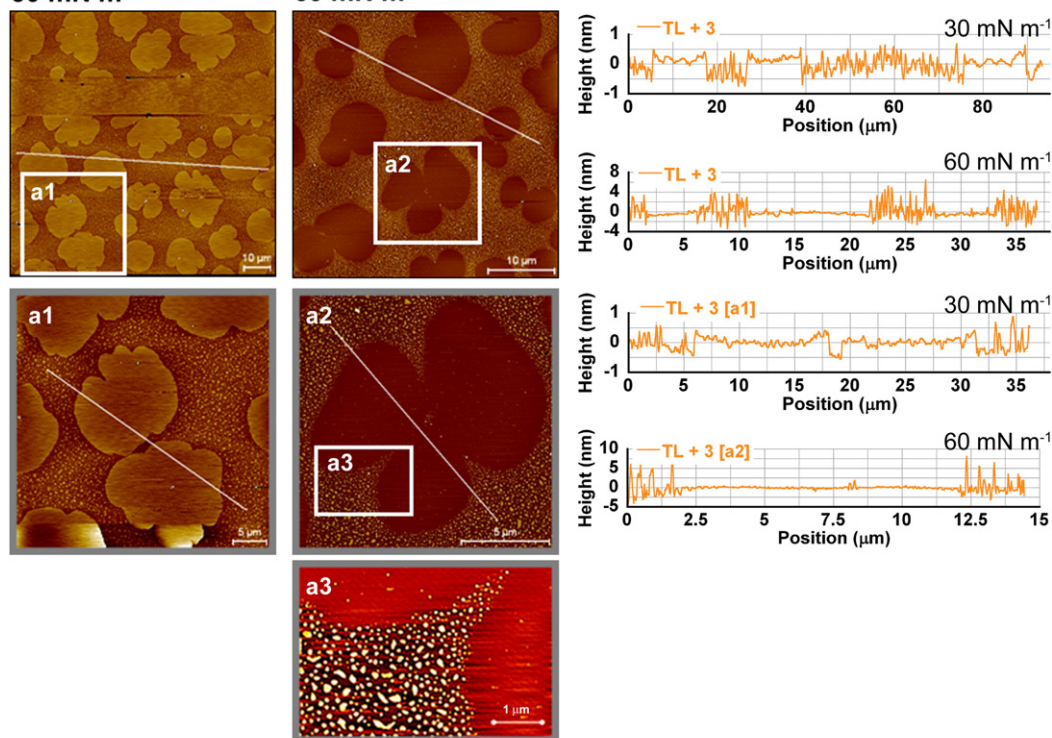 a1
10 µm
a2
10 µm
a1
5 µm
a2
a3
5 µm
a3
1 µm
TL + 3
30 mN m-1
Height (nm)
1
0
1
0 20 40 60 80
Position (µm)
TL + 3
60 mN m-1
Height (nm)
8
4
0
-4
0 5 10 15 20 25 30 35
Position (µm)
TL + 3 [a1]
30 mN m-1
Height (nm)
1
0
-1
0 5 10 15 20 25 30 35
Position (µm)
TL + 3 [a2]
60 mN m-1
Height (nm)
10
5
0
-5
0 2.5 5 7.5 10 12.5 15
Position (µm)